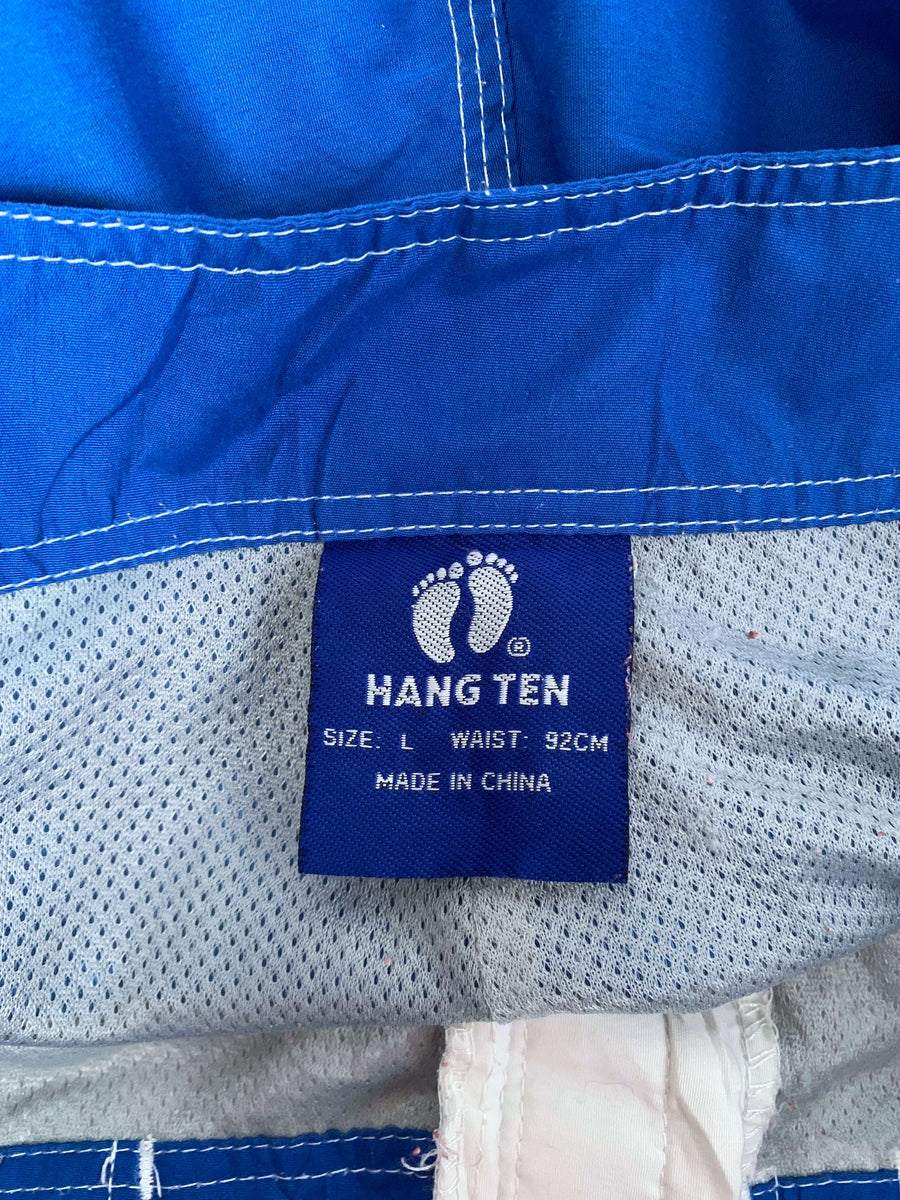 ®
HANG TEN
SIZE: L WAIST: 92CM
MADE IN CHINA